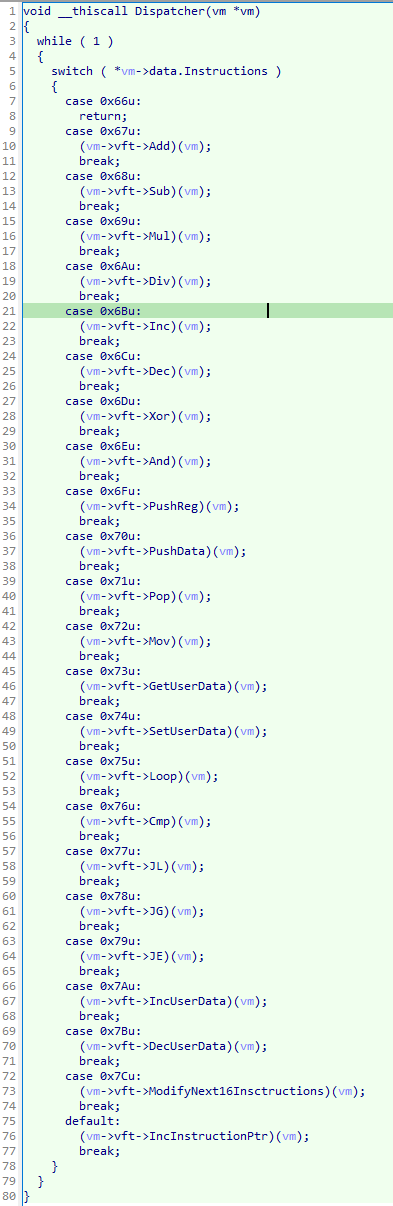 1 void __thiscall Dispatcher(vm *vm)
2 {
3   while ( 1 )
4   {
5     switch ( *vm->data.Instructions )
6     {
7       case 0x66u:
8         return;
9       case 0x67u:
10         (vm->vft->Add)(vm);
11         break;
12       case 0x68u:
13         (vm->vft->Sub)(vm);
14         break;
15       case 0x69u:
16         (vm->vft->Mul)(vm);
17         break;
18       case 0x6Au:
19         (vm->vft->Div)(vm);
20         break;
21       case 0x6Bu:
22         (vm->vft->Inc)(vm);
23         break;
24       case 0x6Cu:
25         (vm->vft->Dec)(vm);
26         break;
27       case 0x6Du:
28         (vm->vft->Xor)(vm);
29         break;
30       case 0x6Eu:
31         (vm->vft->And)(vm);
32         break;
33       case 0x6Fu:
34         (vm->vft->PushReg)(vm);
35         break;
36       case 0x70u:
37         (vm->vft->PushData)(vm);
38         break;
39       case 0x71u:
40         (vm->vft->Pop)(vm);
41         break;
42       case 0x72u:
43         (vm->vft->Mov)(vm);
44         break;
45       case 0x73u:
46         (vm->vft->GetUserData)(vm);
47         break;
48       case 0x74u:
49         (vm->vft->SetUserData)(vm);
50         break;
51       case 0x75u:
52         (vm->vft->Loop)(vm);
53         break;
54       case 0x76u:
55         (vm->vft->Cmp)(vm);
56         break;
57       case 0x77u:
58         (vm->vft->JL)(vm);
59         break;
60       case 0x78u:
61         (vm->vft->JG)(vm);
62         break;
63       case 0x79u:
64         (vm->vft->JE)(vm);
65         break;
66       case 0x7Au:
67         (vm->vft->IncUserData)(vm);
68         break;
69       case 0x7Bu:
70         (vm->vft->DecUserData)(vm);
71         break;
72       case 0x7Cu:
73         (vm->vft->ModifyNext16Insctructions)(vm);
74         break;
75       default:
76         (vm->vft->IncInstructionPtr)(vm);
77         break;
78     }
79   }
80 }